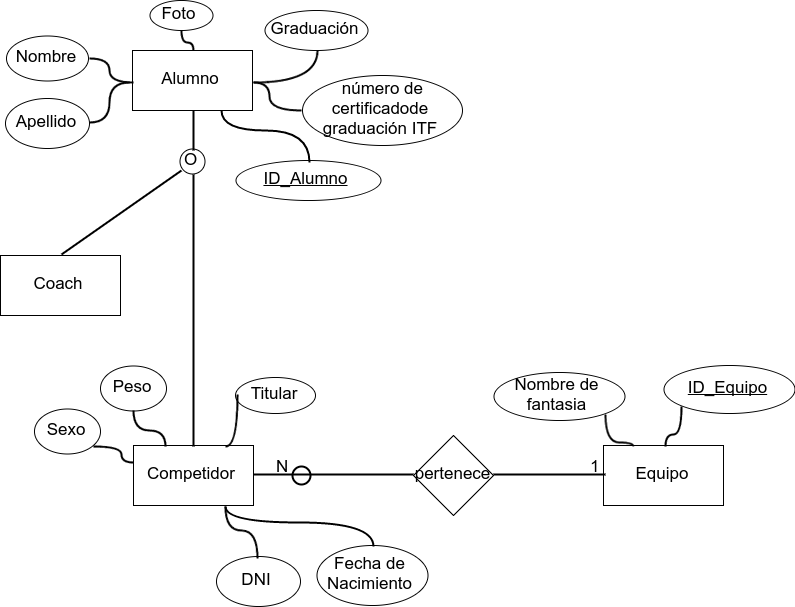 Foto
Graduación
Nombre
Alumno
número de
certificadode
graduación ITF
Apellido
O
ID_Alumno
Coach
Peso
Titular
Nombre de
fantasia
ID_Equipo
Sexo
Competidor
N
pertenece
1
Equipo
DNI
Fecha de
Nacimiento